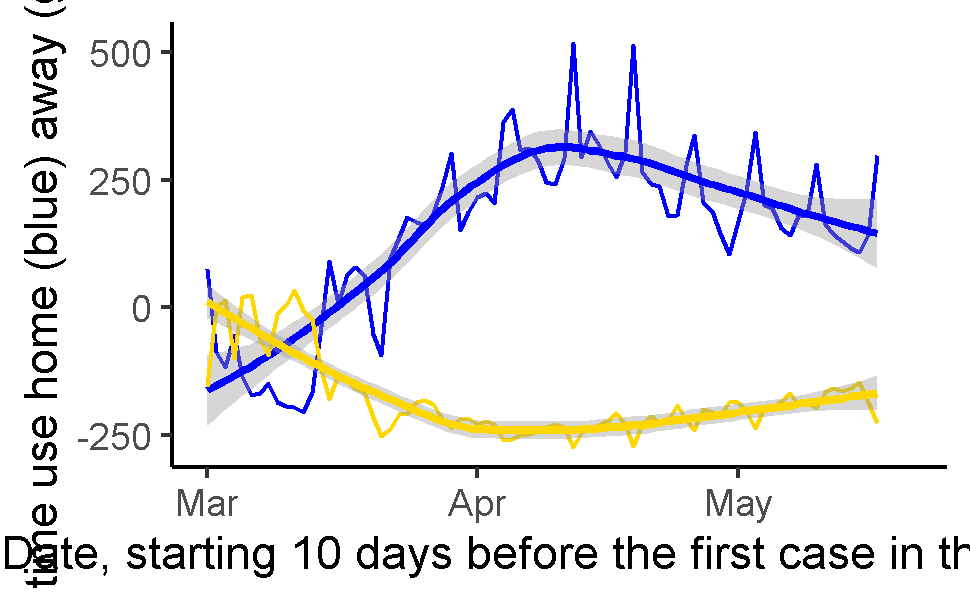 time use home (blue) away (
500
250
0
-250
Mar
Apr
May
Date, starting 10 days before the first case in th